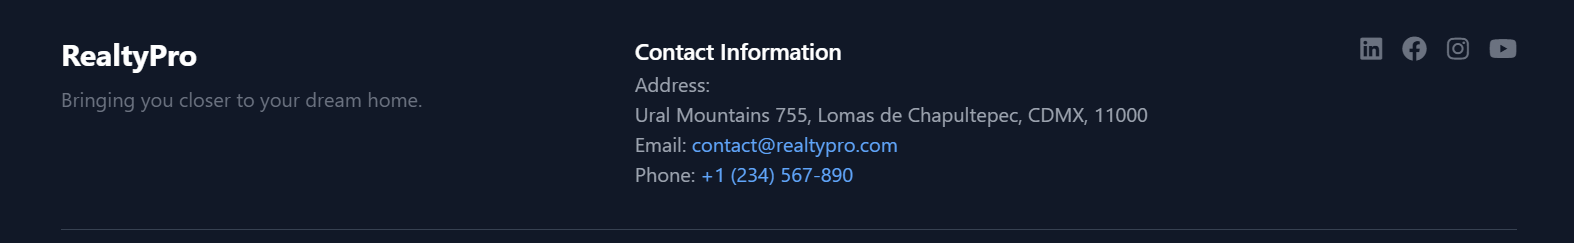 RealtyPro
Bringing you closer to your dream home.
Contact Information
Address:
Ural Mountains 755, Lomas de Chapultepec, CDMX, 11000
Email: contact@realtypro.com
Phone: +1 (234) 567-890